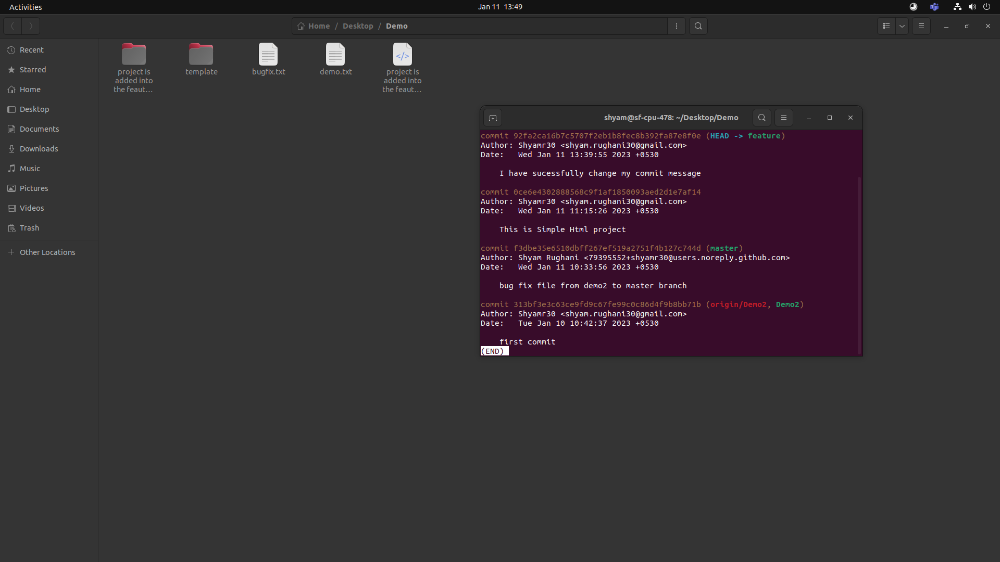 Activities
Jan 11 13:49
Home / Desktop / Demo
Recent
Starred
Home
Desktop
Documents
Downloads
Music
Pictures
Videos
Trash
Other Locations
project is
added into
the feaut…
template
bugfix.txt
demo.txt
project is
added into
the feaut…
shyam@sf-cpu-478: ~/Desktop/Demo
commit 92fa2ca16b7c5707f2eb1b8fec8b392fa87e8f0e (HEAD -> feature)
Author: Shyamr30 <shyam.rughani30@gmail.com>
Date:   Wed Jan 11 13:39:55 2023 +0530
I have sucessfully change my commit message
commit 0ce6e4302888568c9f1af1850093aed2d1e7af14
Author: Shyamr30 <shyam.rughani30@gmail.com>
Date:   Wed Jan 11 11:15:26 2023 +0530
This is Simple Html project
commit f3dbe35e6510dbff267ef519a2751f4b127c744d (master)
Author: Shyam Rughani <79395552+shyamr30@users.noreply.github.com>
Date:   Wed Jan 11 10:33:56 2023 +0530
bug fix file from demo2 to master branch
commit 313bf3e3c63ce9fd9c67fe99c0c86d4f9b8bb71b (origin/Demo2, Demo2)
Author: Shyamr30 <shyam.rughani30@gmail.com>
Date:   Tue Jan 10 10:42:37 2023 +0530
first commit
(END)